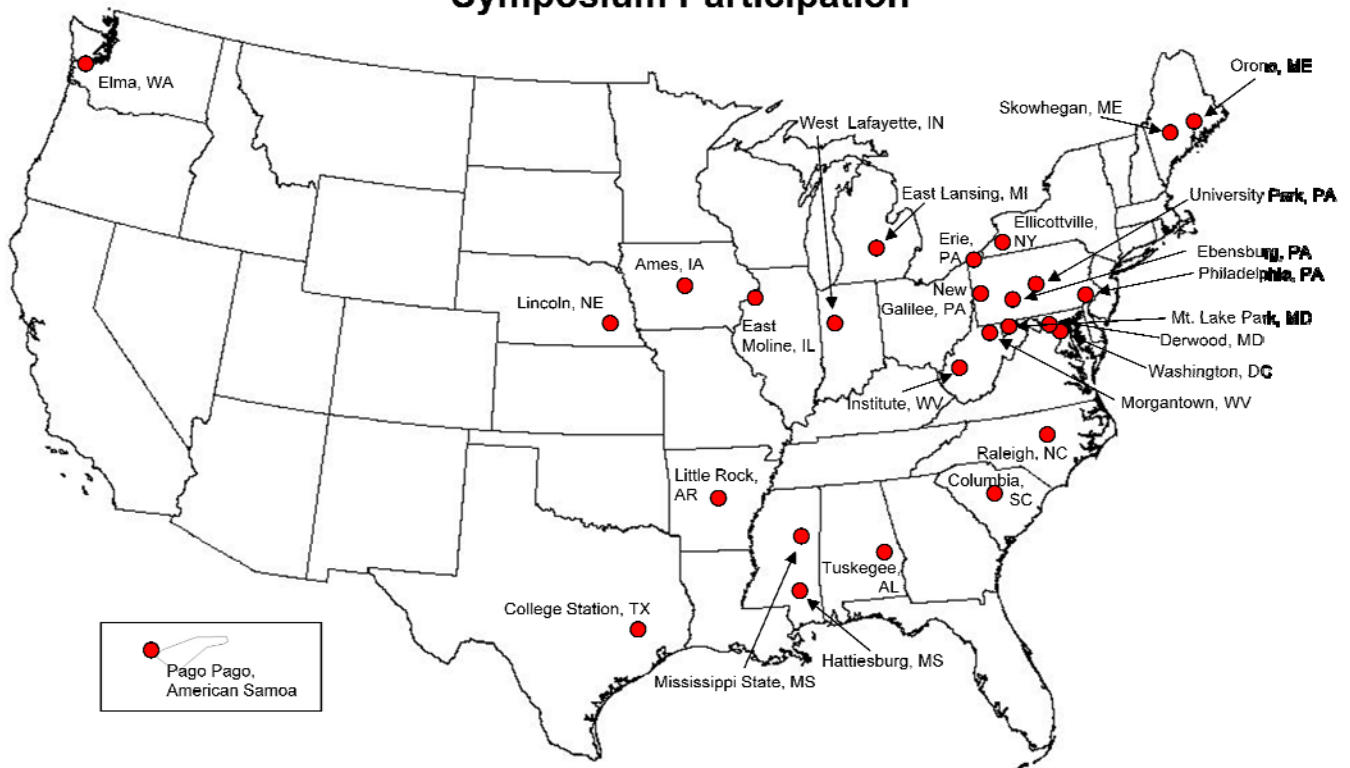 Symposium Participation
Orono, ME
Elma, WA
Skowhegan, ME
West Lafayette, IN
East Lansing, MI
University Park, PA
Ellicottville,
NY
Erie,
PA
Ebensburg, PA
Ames, IA
Philadelphia, PA
New
Galilee, PA
Lincoln, NE
East
Moline, IL
Mt. Lake Park, MD
Derwood, MD
Washington, DC
Institute, WV
Morgantown, WV
Raleigh, NC
Little Rock,
AR
Columbia,
SC
Tuskegee,
AL
College Station, TX
Hattiesburg, MS
Mississippi State, MS
Pago Pago,
American Samoa